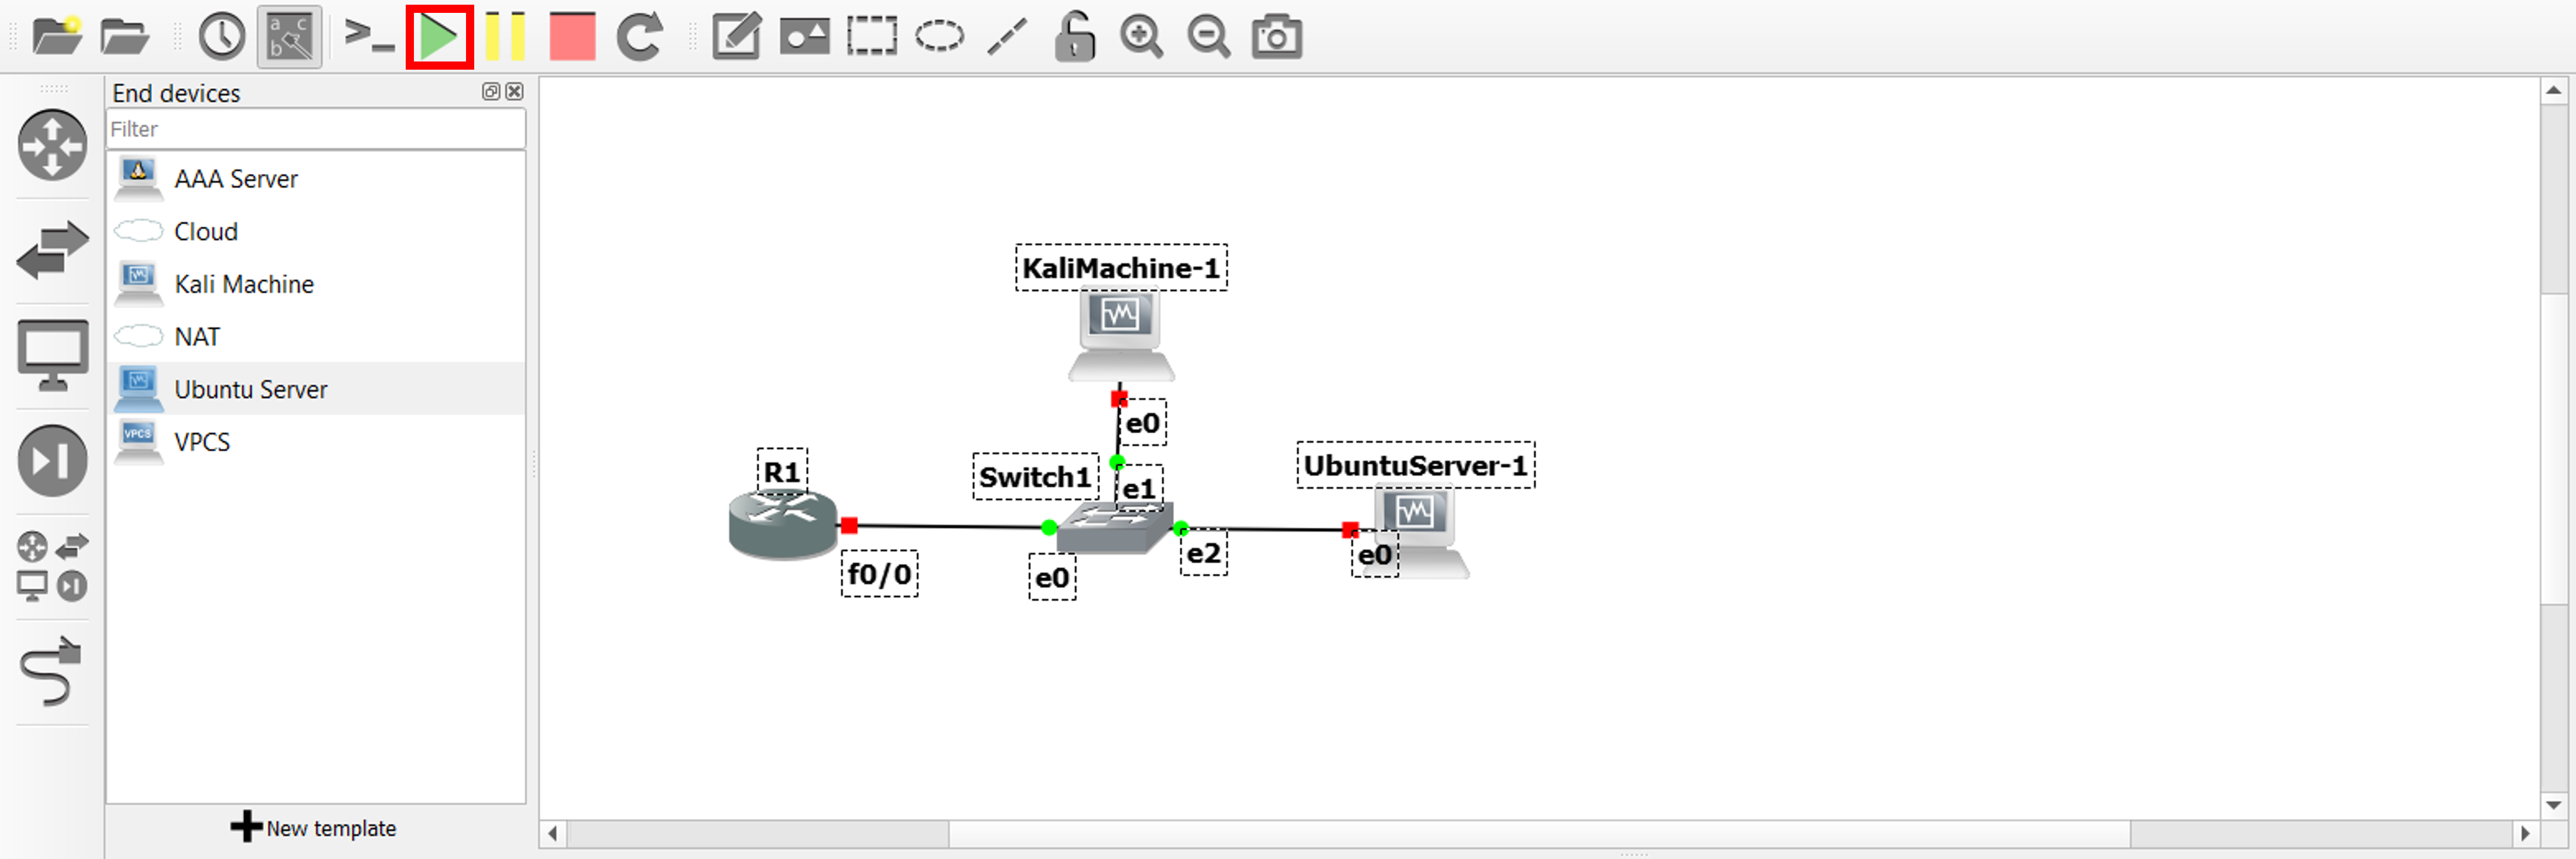 End devices
Filter
AAA Server
Cloud
Kali Machine
NAT
Ubuntu Server
VPCS
VPCS
New template
KaliMachine-1
e0
R1
Switch1
e1
UbuntuServer-1
f0/0
e0
e2
e0
a c
b
>_